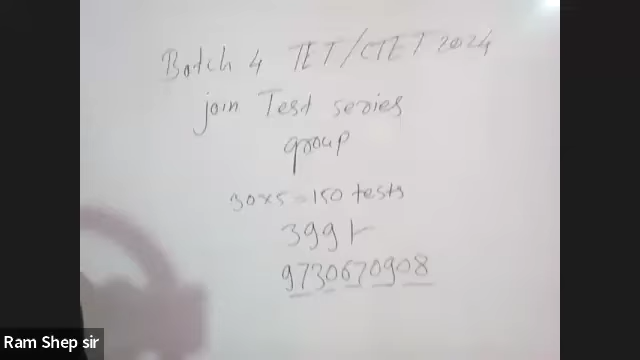 Batch 4 TET/CTET 2024
join Test series
group
30x5=150 tests
399/-
9730670908
Ram Shep sir